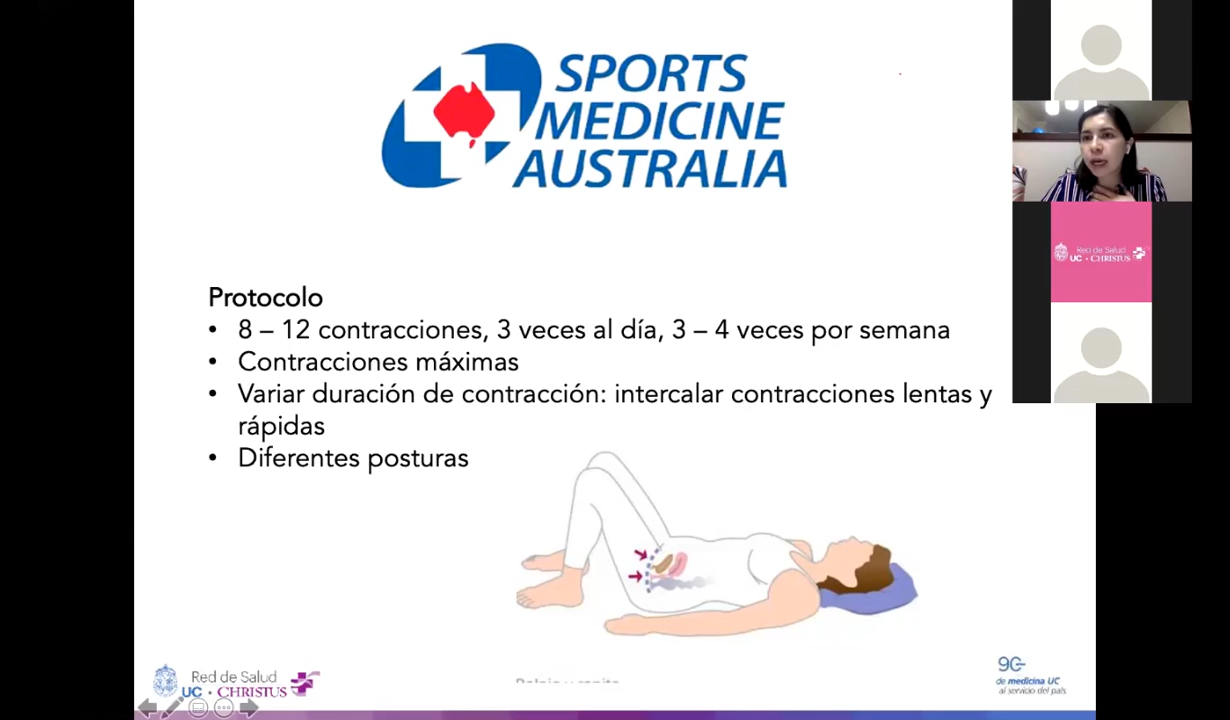 SPORTS
MEDICINE
AUSTRALIA
Red de Salud
UC · CHRISTUS
Protocolo
• 8 – 12 contracciones, 3 veces al día, 3 – 4 veces por semana
• Contracciones máximas
• Variar duración de contracción: intercalar contracciones lentas y
rápidas
• Diferentes posturas
Red de Salud
UC · CHRISTUS
90
de medicina UC
al servicio del país